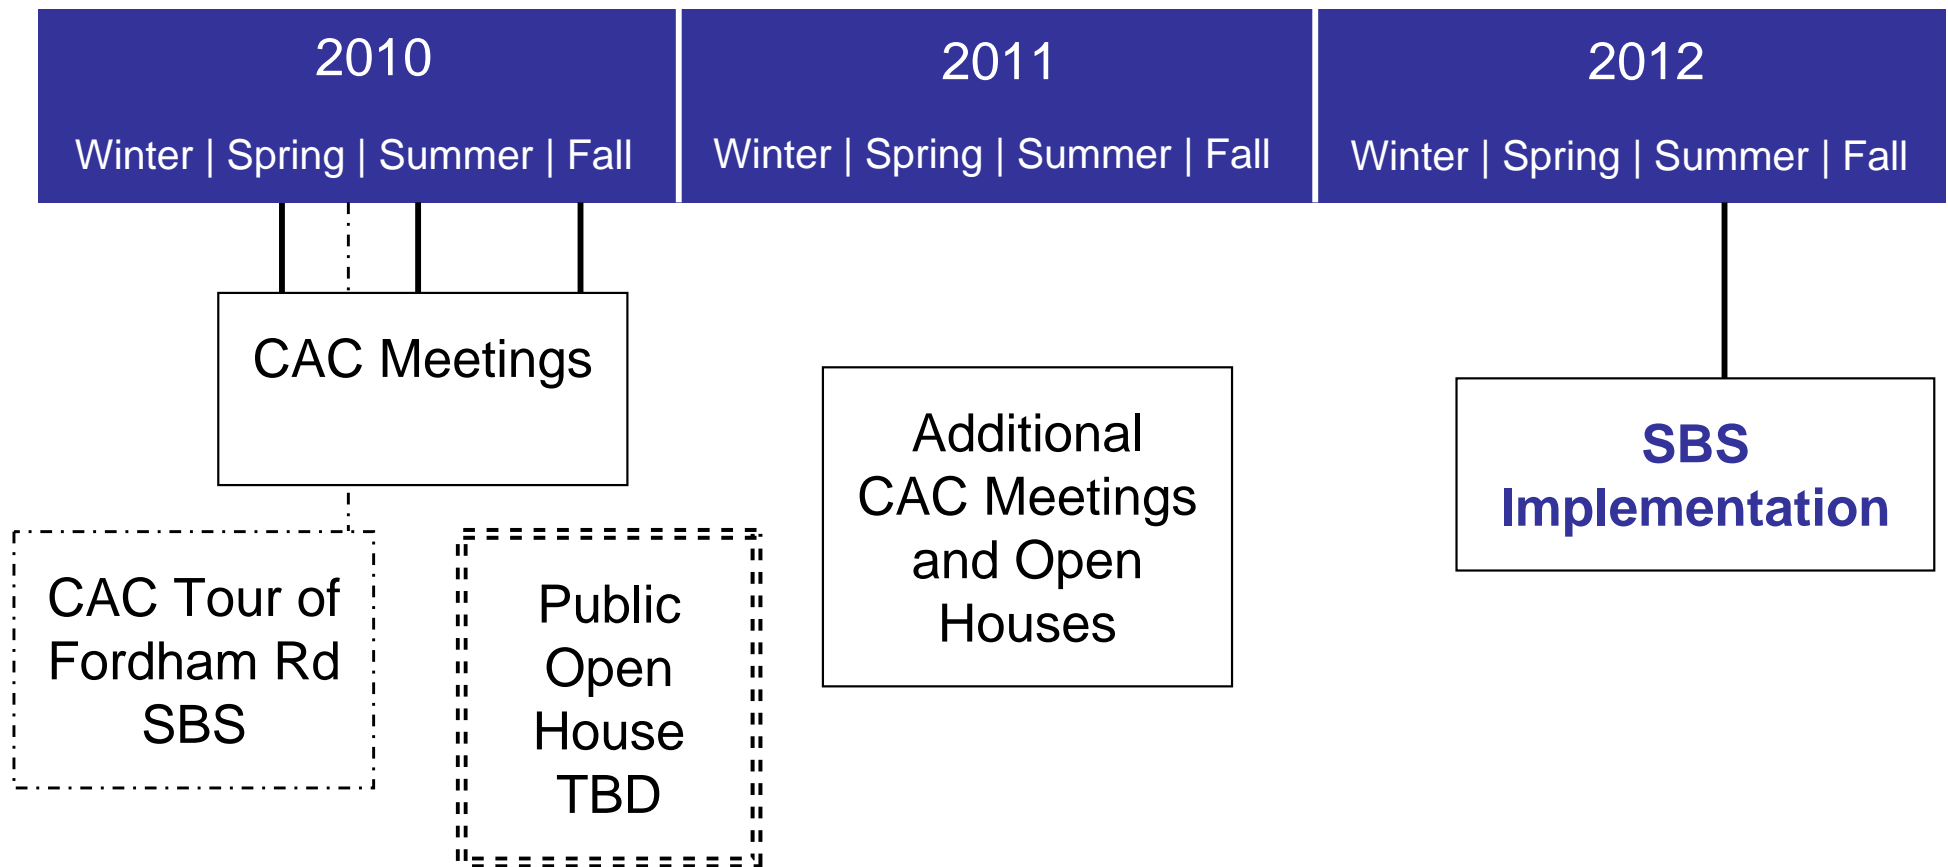 2010
Winter | Spring | Summer | Fall
2011
Winter | Spring | Summer | Fall
2012
Winter | Spring | Summer | Fall
CAC Meetings
CAC Tour of
Fordham Rd
SBS
Public
Open
House
TBD
Additional
CAC Meetings
and Open
Houses
SBS
Implementation